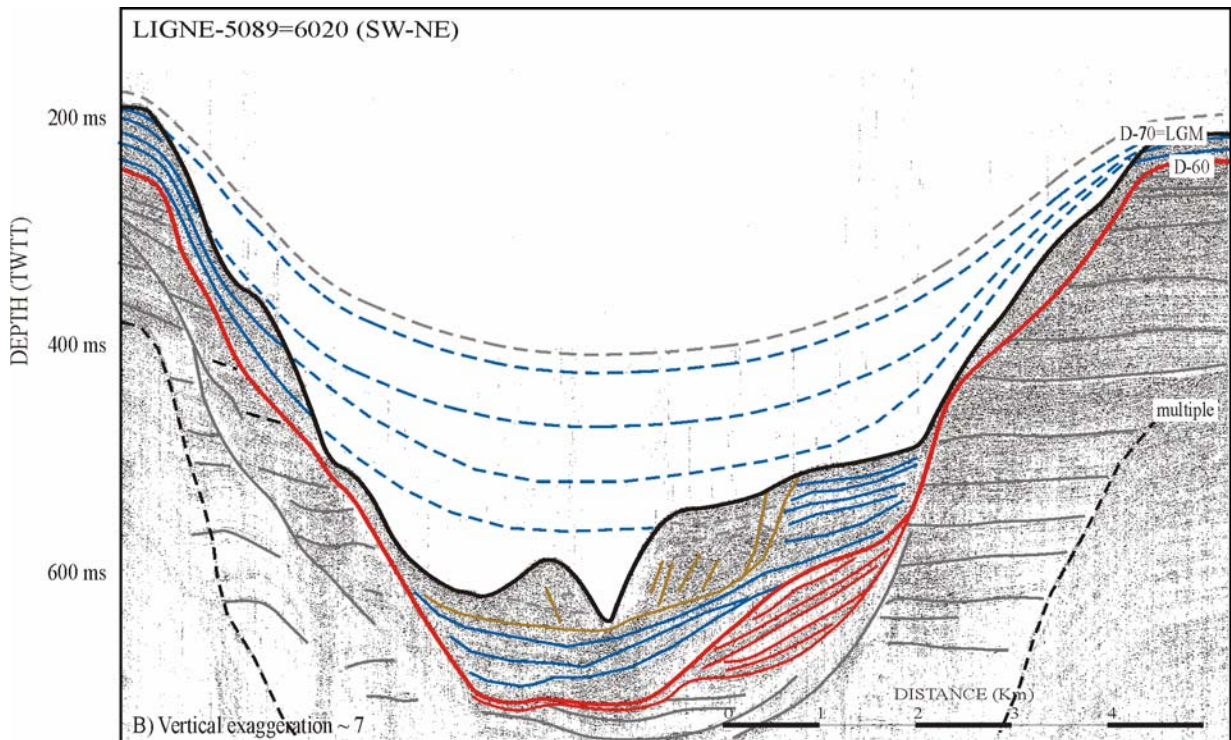 LIGNE-5089=6020 (SW-NE)
200 ms
D-70=LGM
D-60
DEPTH (TWTT)
400 ms
multiple
600 ms
DISTANCE (Km)
B) Vertical exaggeration ~ 7
0 1 2 3 4